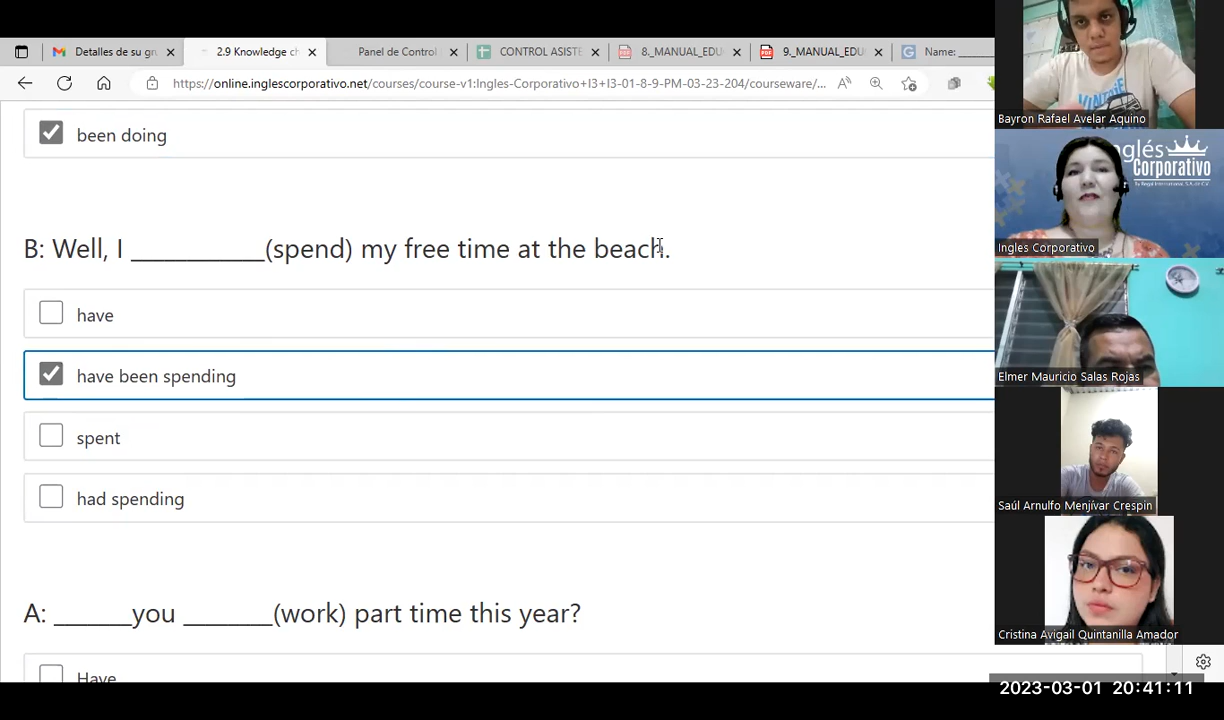 Detalles de su gr
2.9 Knowledge ch
Panel de Control
CONTROL ASISTE
8_MANUAL_EDU
9_MANUAL_EDU
Name: ____
https://online.inglescorporativo.net/courses/course-v1:Ingles-Corporativo+I3+I3-01-8-9-PM-03-23-204/courseware/...
been doing
B: Well, I ___________(spend) my free time at the beach.
have
have been spending
spent
had spending
A: _______you ________(work) part time this year?
Have
Bayron Rafael Avelar Aquino
Inglés
Corporativo
Ingles Corporativo
Elmer Mauricio Salas Rojas
Saúl Arnulfo Menjívar Crespin
Cristina Avigail Quintanilla Amador
2023-03-01 20:41:11